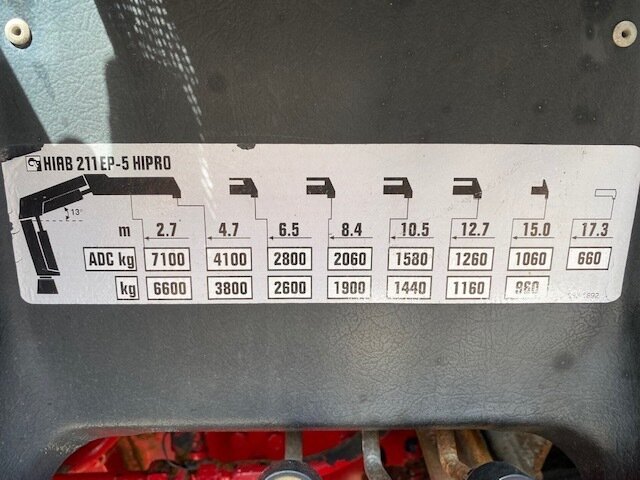 HIAB 211 EP-5 HIPRO
13°
m 2.7 4.7 6.5 8.4 10.5 12.7 15.0 17.3
ADC kg 7100 4100 2800 2060 1580 1260 1060 660
kg 6600 3800 2600 1900 1440 1160 960